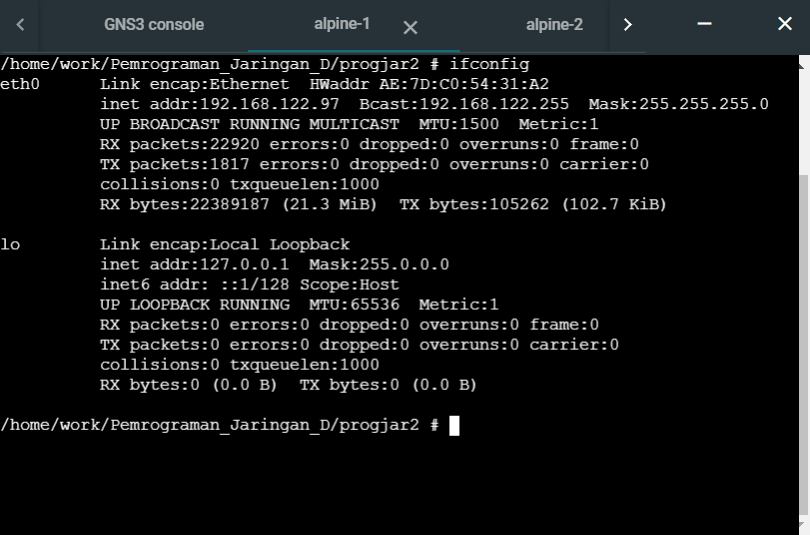 GNS3 console alpine-1 alpine-2
/home/work/Pemrograman_Jaringan_D/progjar2 # ifconfig
eth0      Link encap:Ethernet  HWaddr AE:7D:C0:54:31:A2
          inet addr:192.168.122.97  Bcast:192.168.122.255  Mask:255.255.255.0
          UP BROADCAST RUNNING MULTICAST  MTU:1500  Metric:1
          RX packets:22920 errors:0 dropped:0 overruns:0 frame:0
          TX packets:1817 errors:0 dropped:0 overruns:0 carrier:0
          collisions:0 txqueuelen:1000
          RX bytes:22389187 (21.3 MiB)  TX bytes:105262 (102.7 KiB)

lo        Link encap:Local Loopback
          inet addr:127.0.0.1  Mask:255.0.0.0
          inet6 addr: ::1/128 Scope:Host
          UP LOOPBACK RUNNING  MTU:65536  Metric:1
          RX packets:0 errors:0 dropped:0 overruns:0 frame:0
          TX packets:0 errors:0 dropped:0 overruns:0 carrier:0
          collisions:0 txqueuelen:1000
          RX bytes:0 (0.0 B)  TX bytes:0 (0.0 B)

/home/work/Pemrograman_Jaringan_D/progjar2 #